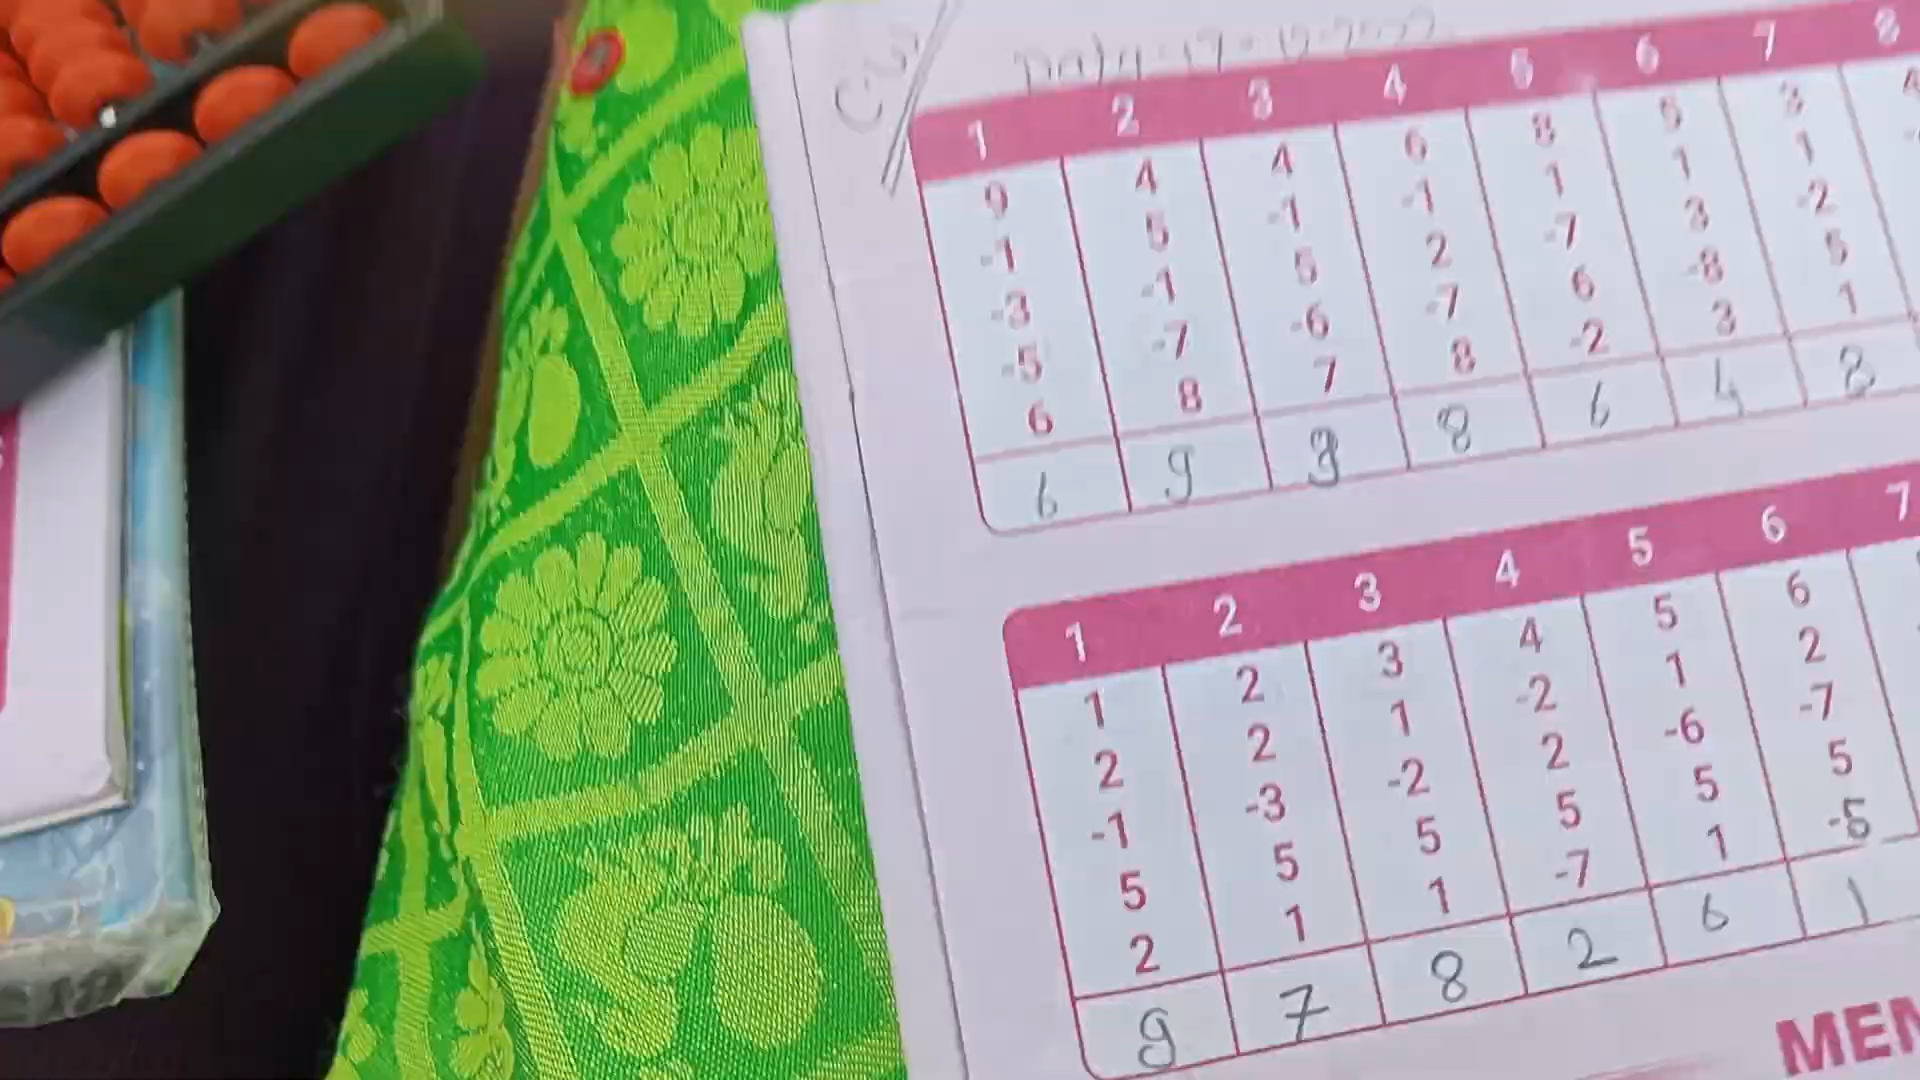 CW
1 2 3 4 5 6 7 8
9 4 4 6 8 5 3
-1 5 -1 -1 1 1 1
-3 -1 5 2 -7 3 -2
-5 -7 -6 -7 6 -8 5
6 8 7 8 -2 3 1
6 9 9 8 6 4 8
1 2 3 4 5 6 7
1 2 3 4 5 6
2 2 1 -2 1 2
-1 -3 -2 2 -6 -7
5 5 5 5 5 5
2 1 1 -7 1 -5
9 7 8 2 6 1